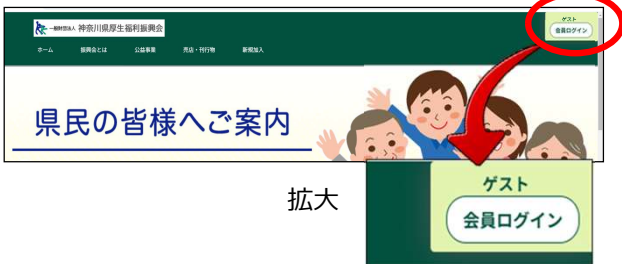 一般財団法人 神奈川県厚生福利振興会
ゲスト
会員ログイン
ホーム 振興会とは 公益事業 売店・刊行物 新規加入
県民の皆様へご案内
拡大
ゲスト
会員ログイン